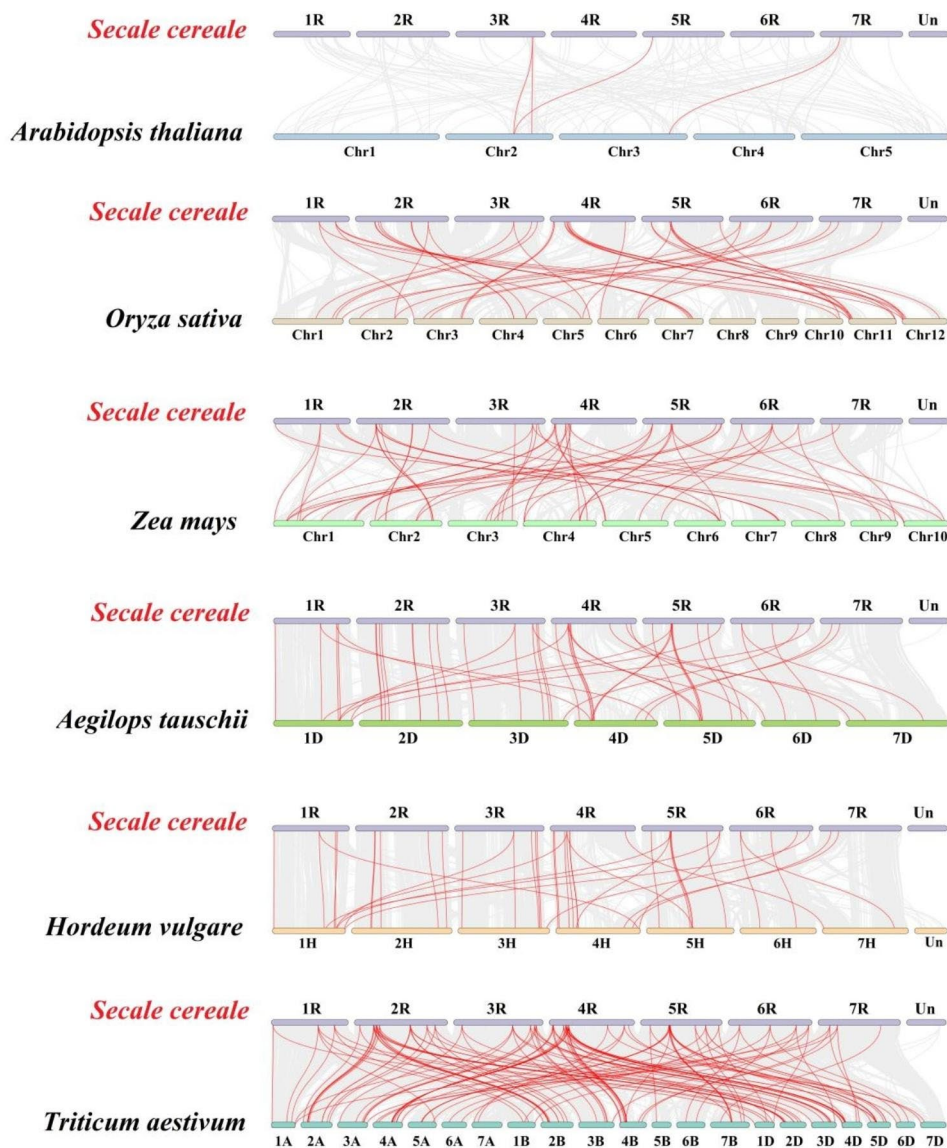 1R 2R 3R 4R 5R 6R 7R Un
Secale cereale
Arabidopsis thaliana
Chr1 Chr2 Chr3 Chr4 Chr5
1R 2R 3R 4R 5R 6R 7R Un
Secale cereale
Oryza sativa
Chr1 Chr2 Chr3 Chr4 Chr5 Chr6 Chr7 Chr8 Chr9 Chr10 Chr11 Chr12
1R 2R 3R 4R 5R 6R 7R Un
Secale cereale
Zea mays
Chr1 Chr2 Chr3 Chr4 Chr5 Chr6 Chr7 Chr8 Chr9 Chr10
1R 2R 3R 4R 5R 6R 7R Un
Secale cereale
Aegilops tauschii
1D 2D 3D 4D 5D 6D 7D
1R 2R 3R 4R 5R 6R 7R Un
Secale cereale
Hordeum vulgare
1H 2H 3H 4H 5H 6H 7H Un
1R 2R 3R 4R 5R 6R 7R Un
Secale cereale
Triticum aestivum
1A 2A 3A 4A 5A 6A 7A 1B 2B 3B 4B 5B 6B 7B 1D 2D 3D 4D 5D 6D 7D